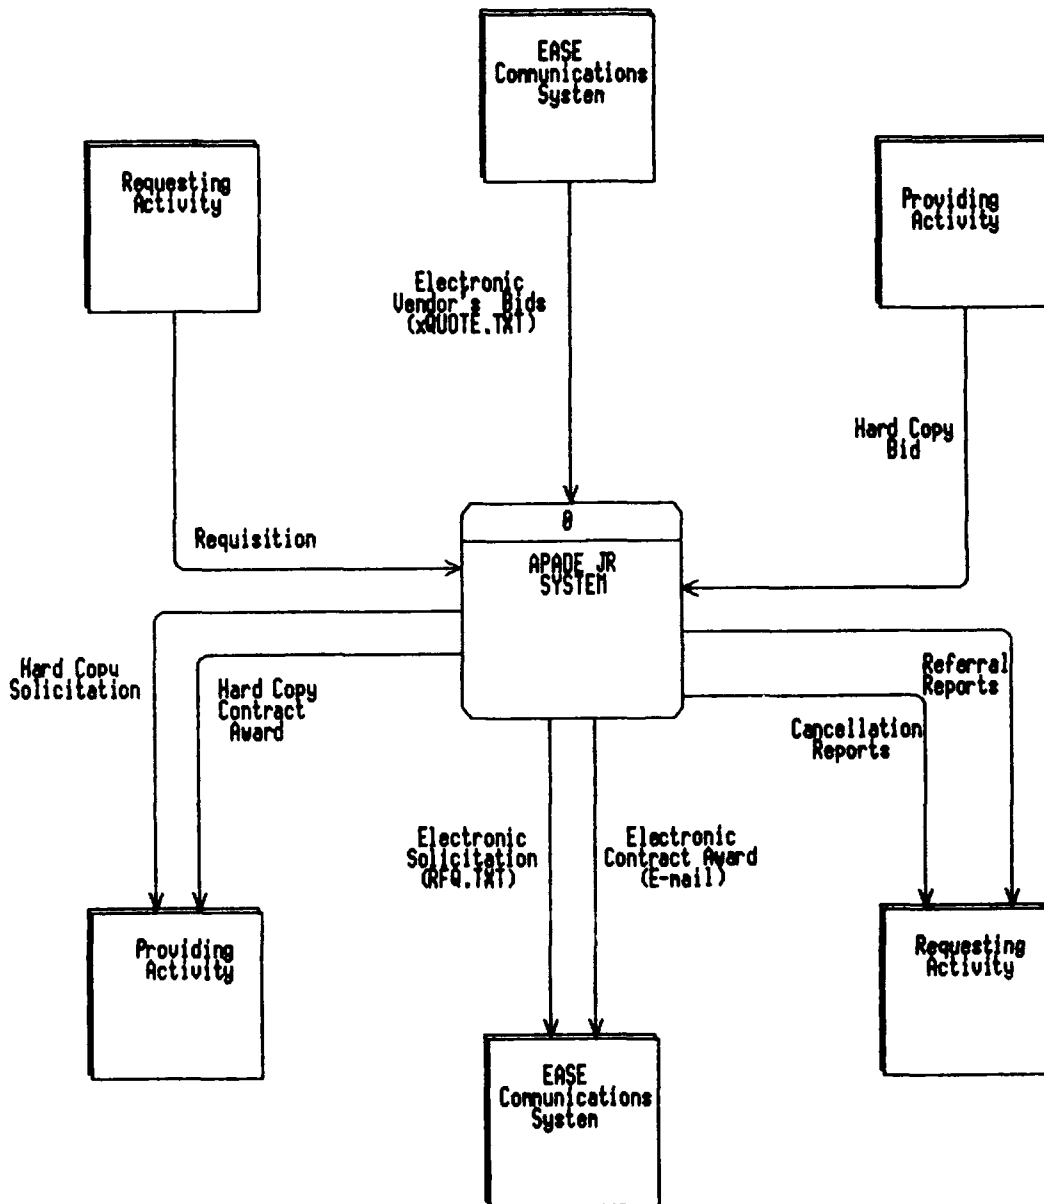 EASE
Communications
System
Requesting
Activity
Providing
Activity
Electronic
Vendor's Bids
(xQUOTE.TXT)
Hard Copy
Bid
Requisition
0
APADE JR
SYSTEM
Hard Copy
Solicitation
Hard Copy
Contract
Award
Referral
Reports
Cancellation
Reports
Electronic
Solicitation
(RFQ.TXT)
Electronic
Contract Award
(E-mail)
Providing
Activity
Requesting
Activity
EASE
Communications
System